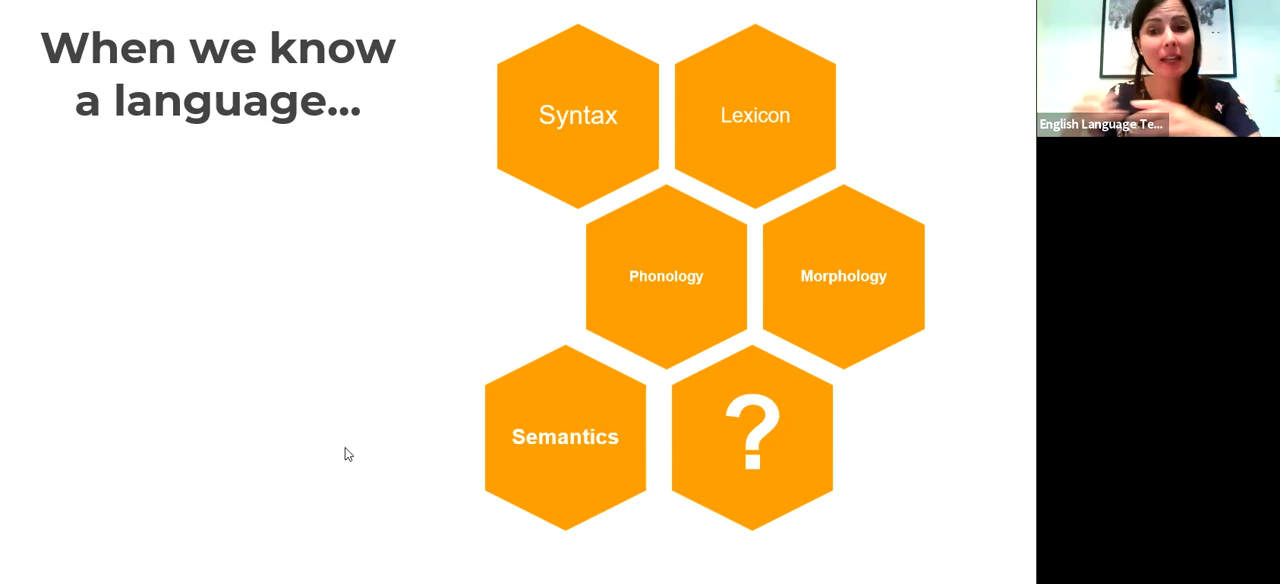 When we know
a language...
Syntax
Lexicon
Phonology
Morphology
Semantics
?
English Language Te...